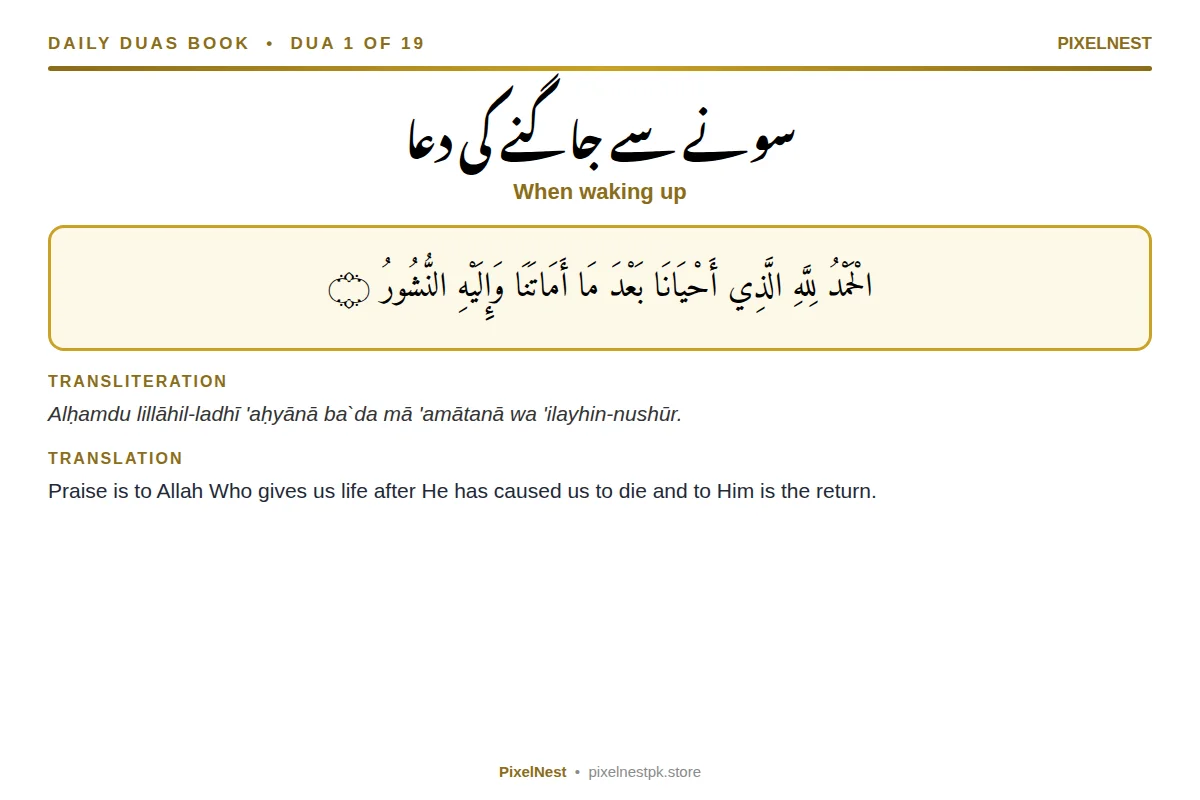 DAILY DUAS BOOK • DUA 1 OF 19
PIXELNEST
سونے سے جاگنے کی دعا
When waking up
الْحَمْدُ لِلَّهِ الَّذِي أَحْيَانَا بَعْدَ مَا أَمَاتَنَا وَإِلَيْهِ النُّشُورُ ۝
TRANSLITERATION
Alḥamdu lillāhil-ladhī 'aḥyānā ba`da mā 'amātanā wa 'ilayhin-nushūr.
TRANSLATION
Praise is to Allah Who gives us life after He has caused us to die and to Him is the return.
PixelNest • pixelnestpk.store